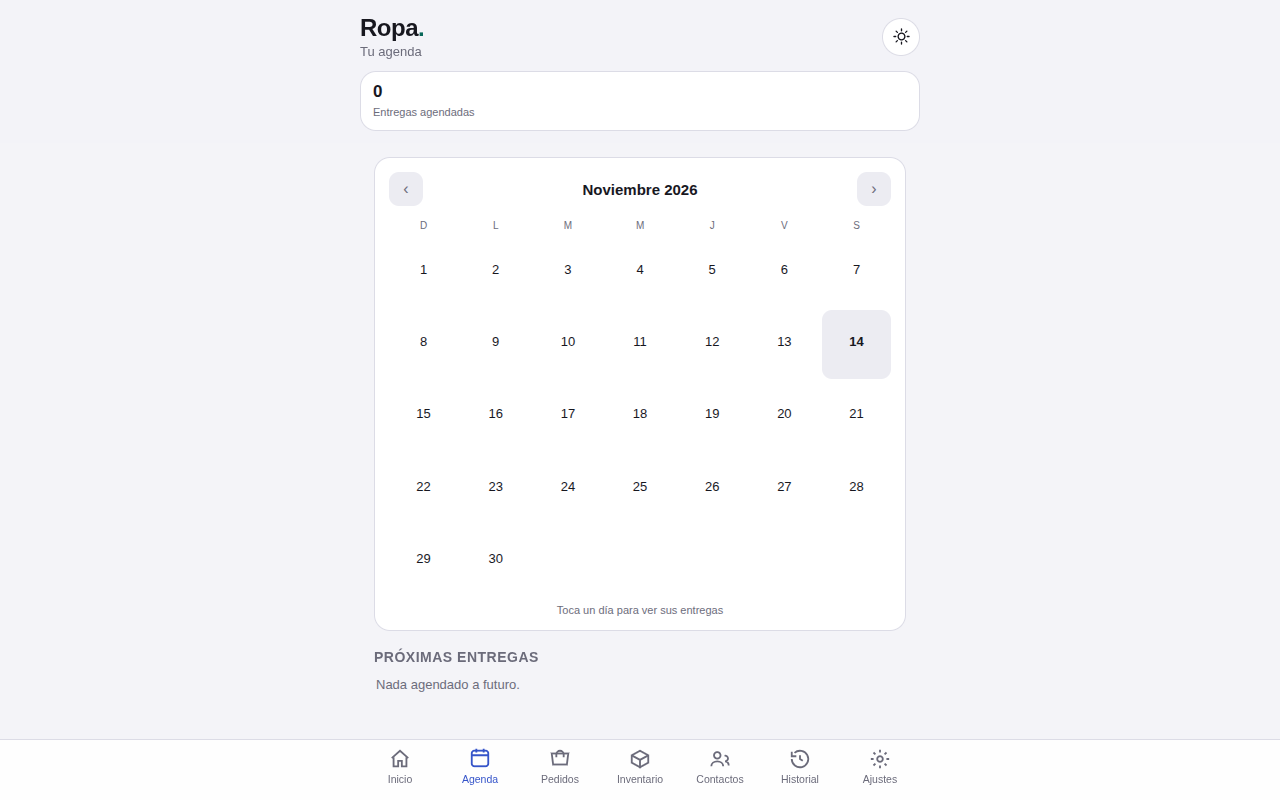 Ropa.
Tu agenda
0
Entregas agendadas
‹ Noviembre 2026 ›
D L M M J V S
1 2 3 4 5 6 7
8 9 10 11 12 13 14
15 16 17 18 19 20 21
22 23 24 25 26 27 28
29 30
Toca un día para ver sus entregas
PRÓXIMAS ENTREGAS
Nada agendado a futuro.
Inicio Agenda Pedidos Inventario Contactos Historial Ajustes